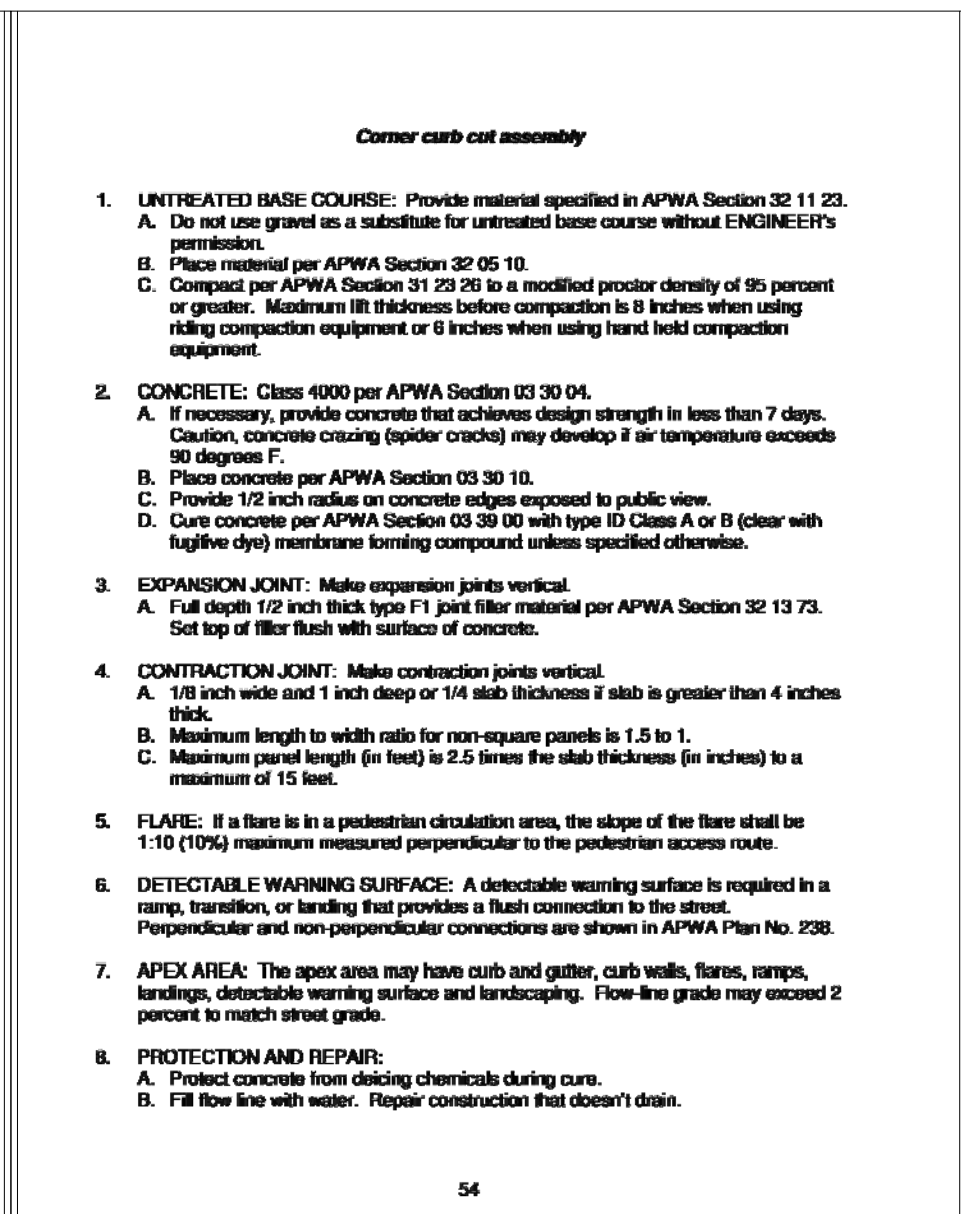 Corner curb cut assembly
1. UNTREATED BASE COURSE: Provide material specified in APWA Section 32 11 23.
A. Do not use gravel as a substitute for untreated base course without ENGINEER's
permission.
B. Place material per APWA Section 32 05 10.
C. Compact per APWA Section 31 23 26 to a modified proctor density of 95 percent
or greater. Maximum lift thickness before compaction is 8 inches when using
riding compaction equipment or 6 inches when using hand held compaction
equipment.
2. CONCRETE: Class 4000 per APWA Section 03 30 04.
A. If necessary, provide concrete that achieves design strength in less than 7 days.
Caution, concrete crazing (spider cracks) may develop if air temperature exceeds
90 degrees F.
B. Place concrete per APWA Section 03 30 10.
C. Provide 1/2 inch radius on concrete edges exposed to public view.
D. Cure concrete per APWA Section 03 39 00 with type ID Class A or B (clear with
fugitive dye) membrane forming compound unless specified otherwise.
3. EXPANSION JOINT: Make expansion joints vertical.
A. Full depth 1/2 inch thick type F1 joint filler material per APWA Section 32 13 73.
Set top of filler flush with surface of concrete.
4. CONTRACTION JOINT: Make contraction joints vertical.
A. 1/8 inch wide and 1 inch deep or 1/4 slab thickness if slab is greater than 4 inches
thick.
B. Maximum length to width ratio for non-square panels is 1.5 to 1.
C. Maximum panel length (in feet) is 2.5 times the slab thickness (in inches) to a
maximum of 15 feet.
5. FLARE: If a flare is in a pedestrian circulation area, the slope of the flare shall be
1:10 (10%) maximum measured perpendicular to the pedestrian access route.
6. DETECTABLE WARNING SURFACE: A detectable warning surface is required in a
ramp, transition, or landing that provides a flush connection to the street.
Perpendicular and non-perpendicular connections are shown in APWA Plan No. 238.
7. APEX AREA: The apex area may have curb and gutter, curb walls, flares, ramps,
landings, detectable warning surface and landscaping. Flow-line grade may exceed 2
percent to match street grade.
8. PROTECTION AND REPAIR:
A. Protect concrete from deicing chemicals during cure.
B. Fill flow line with water. Repair construction that doesn't drain.
54